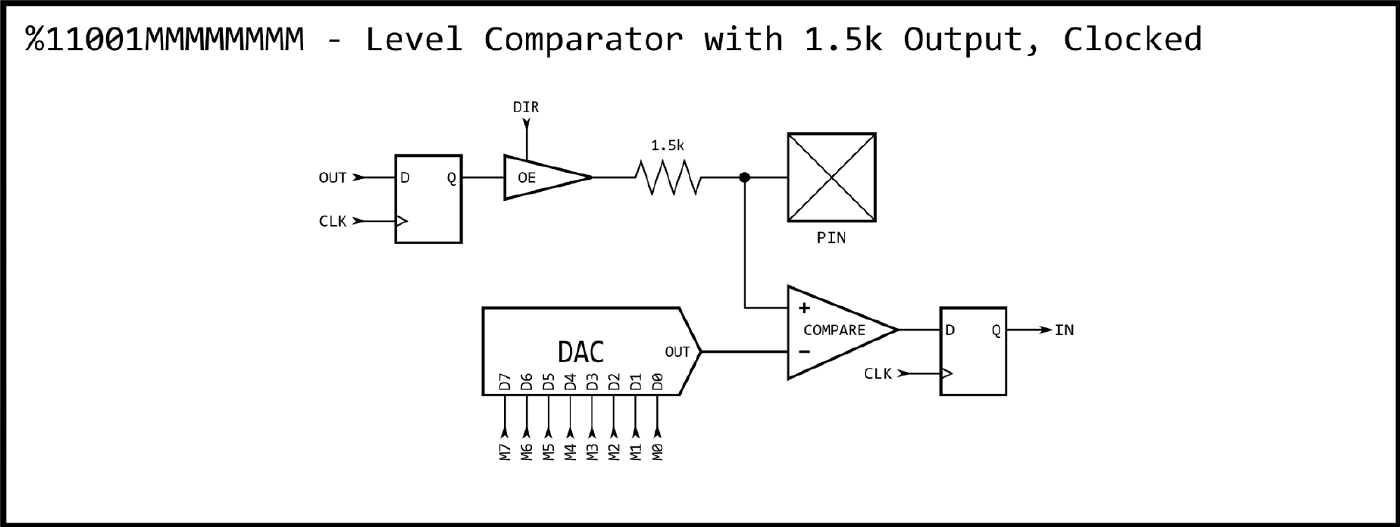 %11001MMMMMMMM - Level Comparator with 1.5k Output, Clocked
DIR
1.5k
OUT D Q OE
CLK
PIN
+
COMPARE D Q IN
DAC OUT −
CLK
D7 D6 D5 D4 D3 D2 D1 D0
M7 M6 M5 M4 M3 M2 M1 M0